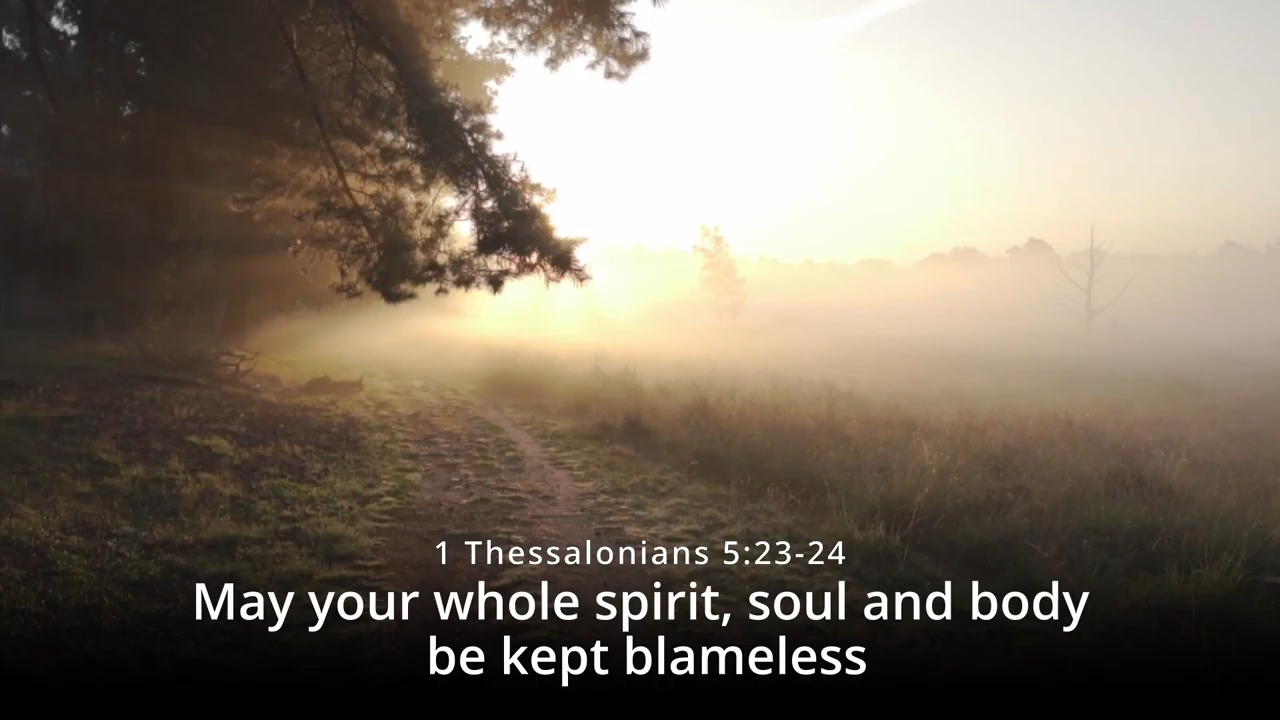 1 Thessalonians 5:23-24
May your whole spirit, soul and body
be kept blameless